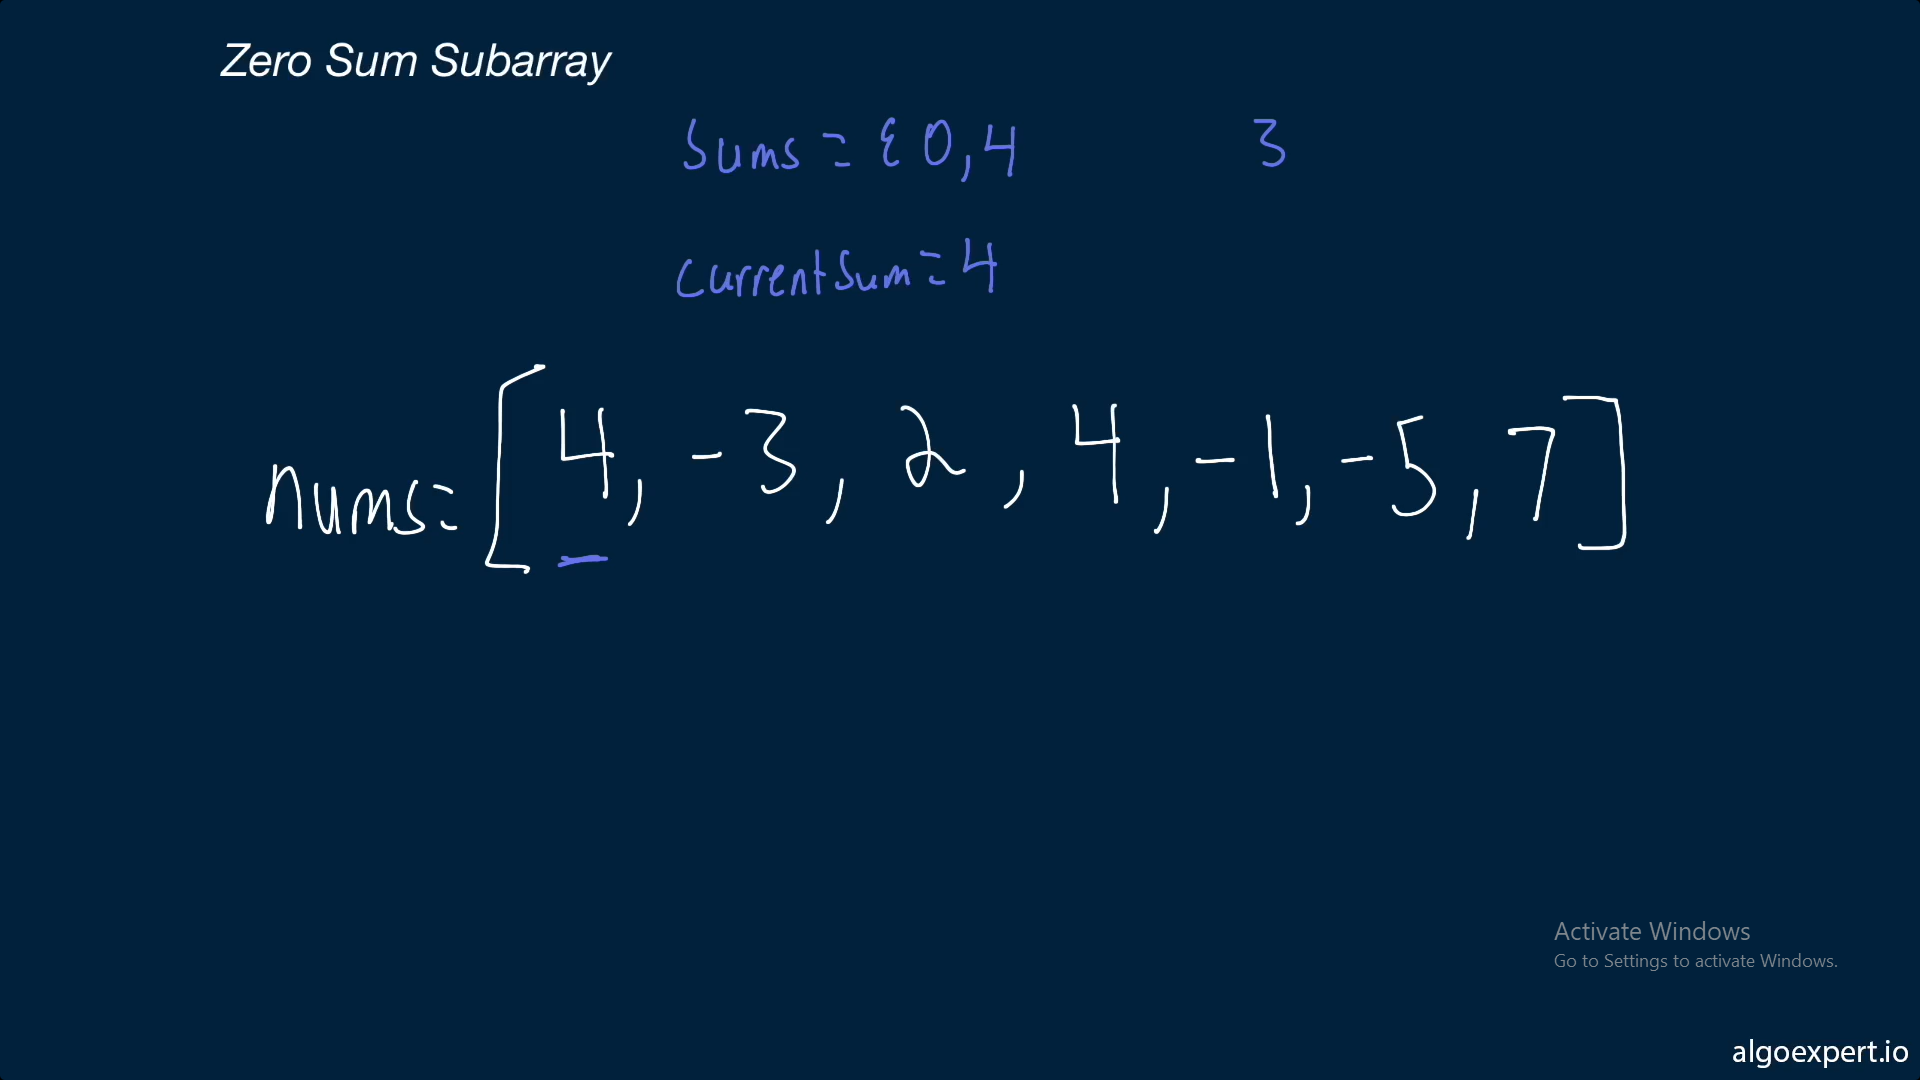 Zero Sum Subarray
Sums = { 0, 4 }
currentSum = 4
nums = [4, -3, 2, 4, -1, -5, 7]
Activate Windows
Go to Settings to activate Windows.
algoexpert.io